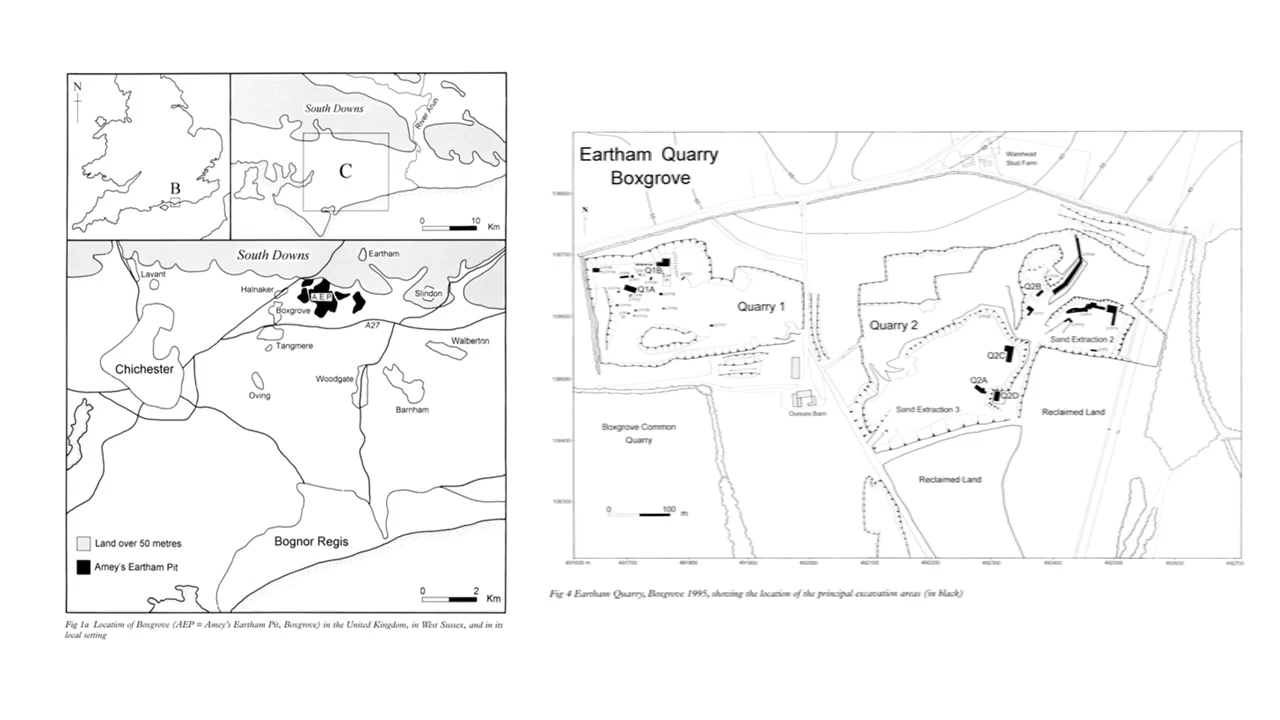 N
B
South Downs
River Arun
C
0 10
Km
South Downs
Eartham
Lavant
Halnaker
A E P
Slindon
Boxgrove
A27
Tangmere
Walberton
Chichester
Woodgate
Oving
Barnham
Bognor Regis
Land over 50 metres
Amey's Eartham Pit
0 2
Km
Fig 1a Location of Boxgrove (AEP = Amey's Eartham Pit, Boxgrove) in the United Kingdom, in West Sussex, and in its
local setting
Eartham Quarry
Boxgrove
Warehead
Stud Farm
N
Q1B
Q1A
Quarry 1
Quarry 2
Q2B
Sand Extraction 2
Q2C
Q2A
Q2D
Sand Extraction 3
Reclaimed Land
Ounces Barn
Boxgrove Common
Quarry
Reclaimed Land
0 100 m
Fig 4 Eartham Quarry, Boxgrove 1995, showing the location of the principal excavation areas (in black)